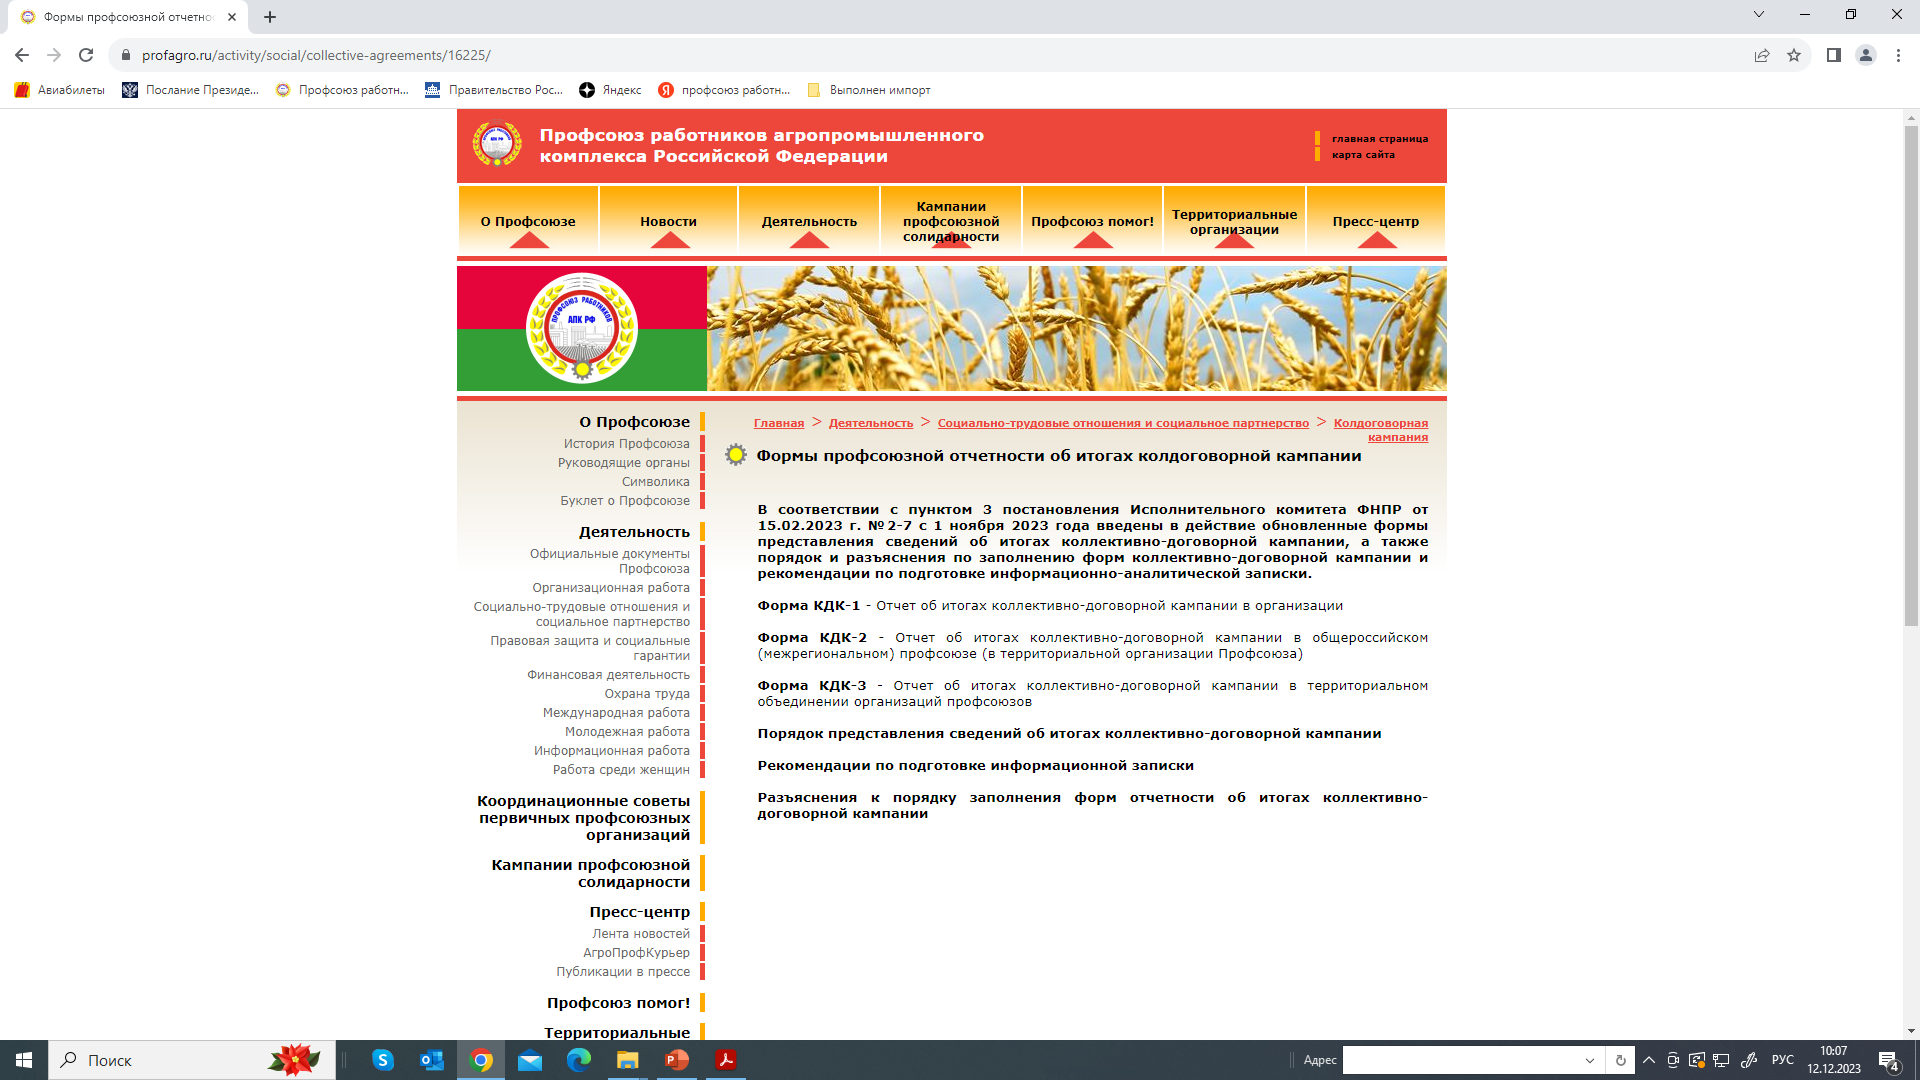 Формы профсоюзной отчетнос
profagro.ru/activity/social/collective-agreements/16225/
Авиабилеты
Послание Президе...
Профсоюз работн...
Правительство Рос...
Яндекс
профсоюз работн...
Выполнен импорт
Профсоюз работников агропромышленного
комплекса Российской Федерации
главная страница
карта сайта
О Профсоюзе
Новости
Деятельность
Кампании
профсоюзной
солидарности
Профсоюз помог!
Территориальные
организации
Пресс-центр
ПРОФСОЮЗ РАБОТНИКОВ
АПК РФ
О Профсоюзе
История Профсоюза
Руководящие органы
Символика
Буклет о Профсоюзе
Деятельность
Официальные документы
Профсоюза
Организационная работа
Социально-трудовые отношения и
социальное партнерство
Правовая защита и социальные
гарантии
Финансовая деятельность
Охрана труда
Международная работа
Молодежная работа
Информационная работа
Работа среди женщин
Координационные советы
первичных профсоюзных
организаций
Кампании профсоюзной
солидарности
Пресс-центр
Лента новостей
АгроПрофКурьер
Публикации в прессе
Профсоюз помог!
Территориальные
Главная > Деятельность > Социально-трудовые отношения и социальное партнерство > Колдоговорная
кампания
Формы профсоюзной отчетности об итогах колдоговорной кампании
В соответствии с пунктом 3 постановления Исполнительного комитета ФНПР от
15.02.2023 г. №2-7 с 1 ноября 2023 года введены в действие обновленные формы
представления сведений об итогах коллективно-договорной кампании, а также
порядок и разъяснения по заполнению форм коллективно-договорной кампании и
рекомендации по подготовке информационно-аналитической записки.
Форма КДК-1 - Отчет об итогах коллективно-договорной кампании в организации
Форма КДК-2 - Отчет об итогах коллективно-договорной кампании в общероссийском
(межрегиональном) профсоюзе (в территориальной организации Профсоюза)
Форма КДК-3 - Отчет об итогах коллективно-договорной кампании в территориальном
объединении организаций профсоюзов
Порядок представления сведений об итогах коллективно-договорной кампании
Рекомендации по подготовке информационной записки
Разъяснения к порядку заполнения форм отчетности об итогах коллективно-
договорной кампании
Поиск
Адрес
РУС
10:07
12.12.2023
4